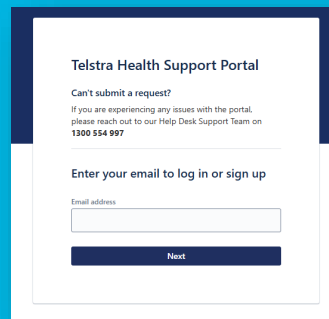 Telstra Health Support Portal
Can't submit a request?
If you are experiencing any issues with the portal,
please reach out to our Help Desk Support Team on
1300 554 997
Enter your email to log in or sign up
Email address
Next